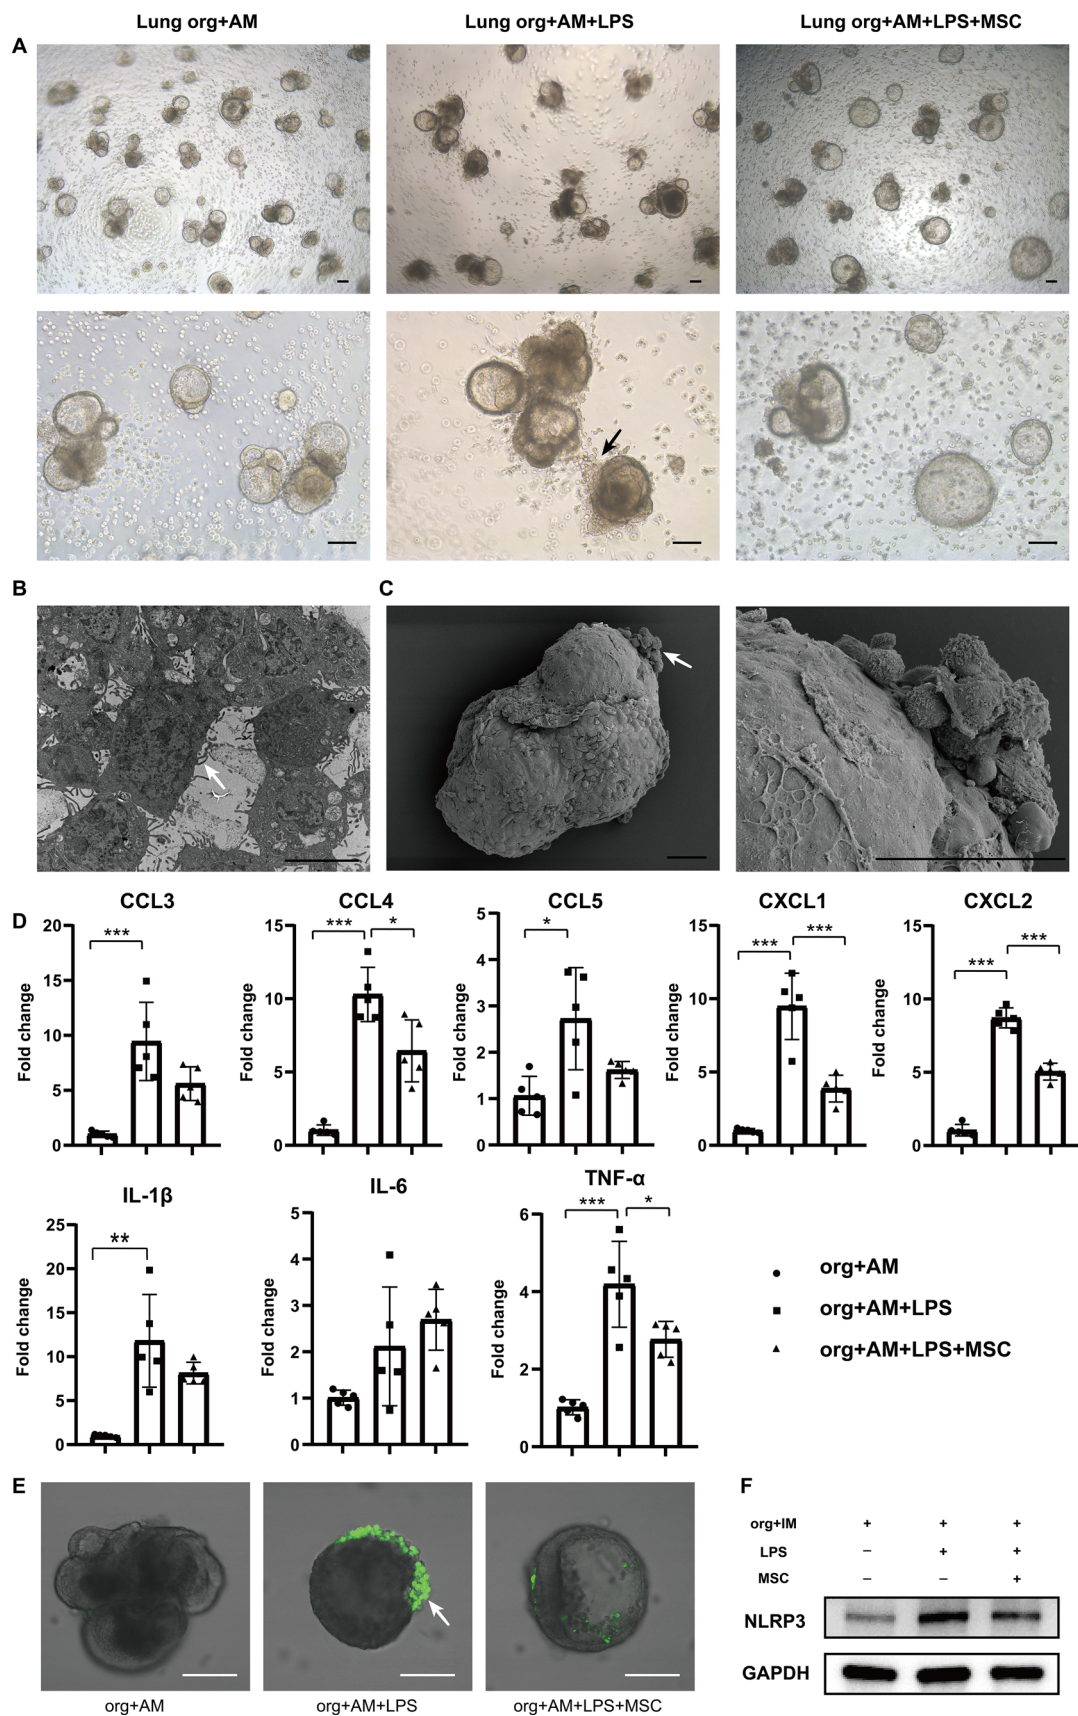 Lung org+AM
Lung org+AM+LPS
Lung org+AM+LPS+MSC
A
B
C
D
CCL3
Fold change
20
15
10
5
0
***
CCL4
Fold change
15
10
5
0
***
*
CCL5
Fold change
5
4
3
2
1
0
*
CXCL1
Fold change
15
10
5
0
***
***
CXCL2
Fold change
15
10
5
0
***
***
IL-1β
Fold change
25
20
15
10
5
0
**
IL-6
Fold change
5
4
3
2
1
0
TNF-α
Fold change
6
4
2
0
***
*
org+AM
org+AM+LPS
org+AM+LPS+MSC
E
org+AM
org+AM+LPS
org+AM+LPS+MSC
F
org+IM + + +
LPS – + +
MSC – – +
NLRP3
GAPDH